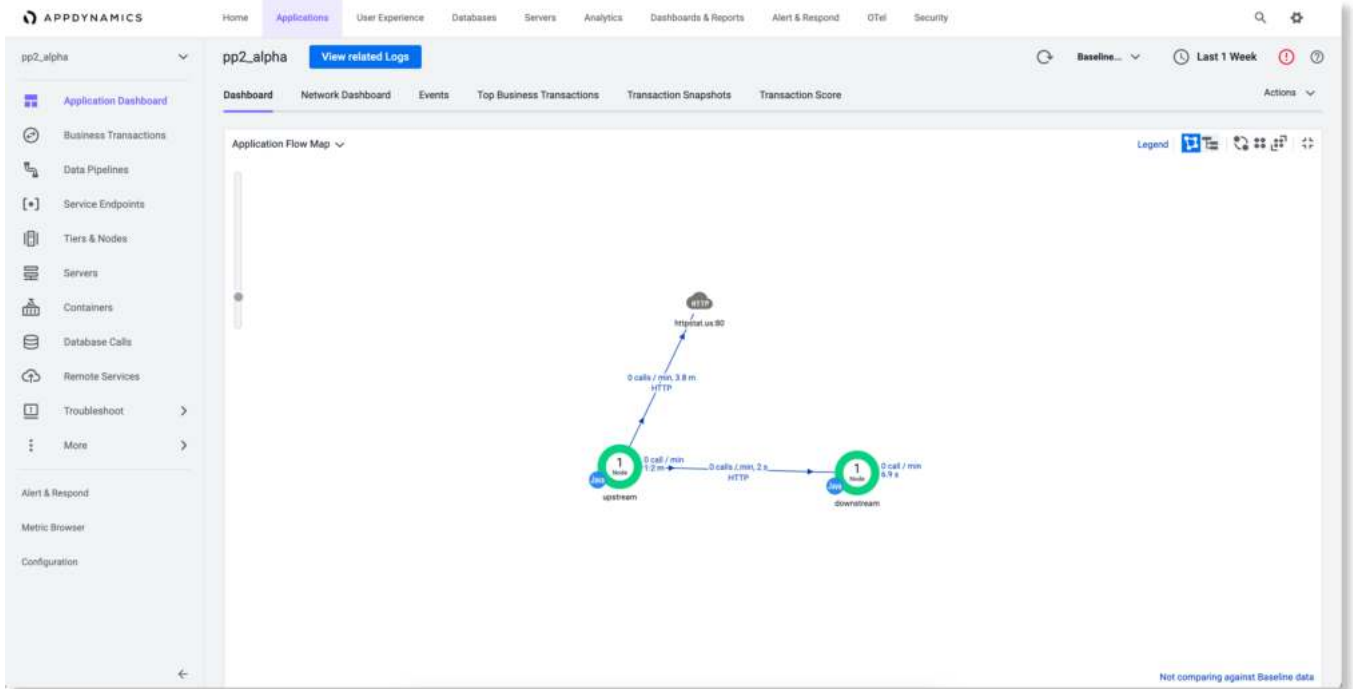 APPDYNAMICS
Home Applications User Experience Databases Servers Analytics Dashboards & Reports Alert & Respond OTel Security
pp2_alpha
pp2_alpha View related Logs Baseline... Last 1 Week
Dashboard Network Dashboard Events Top Business Transactions Transaction Snapshots Transaction Score Actions
Application Dashboard
Business Transactions
Data Pipelines
Service Endpoints
Tiers & Nodes
Servers
Containers
Database Calls
Remote Services
Troubleshoot
More
Alert & Respond
Metric Browser
Configuration
Application Flow Map Legend
HTTP
httpstat.us:80
0 calls / min, 3.8 m
HTTP
1
Node
Java
upstream
0 call / min
1.2 m
0 calls / min, 2 s
HTTP
1
Node
Java
downstream
0 call / min
6.9 s
Not comparing against Baseline data